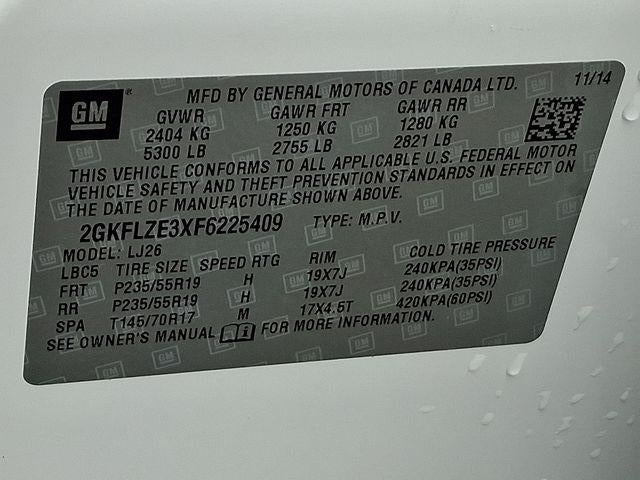 GM
MFD BY GENERAL MOTORS OF CANADA LTD. 11/14
GVWR GAWR FRT GAWR RR
2404 KG 1250 KG 1280 KG
5300 LB 2755 LB 2821 LB
THIS VEHICLE CONFORMS TO ALL APPLICABLE U.S. FEDERAL MOTOR
VEHICLE SAFETY AND THEFT PREVENTION STANDARDS IN EFFECT ON
THE DATE OF MANUFACTURE SHOWN ABOVE.
2GKFLZE3XF6225409 TYPE: M.P.V.
MODEL: LJ26
LBC5 TIRE SIZE SPEED RTG RIM COLD TIRE PRESSURE
FRT P235/55R19 H 19X7J 240KPA(35PSI)
RR P235/55R19 H 19X7J 240KPA(35PSI)
SPA T145/70R17 M 17X4.5T 420KPA(60PSI)
SEE OWNER'S MANUAL FOR MORE INFORMATION.